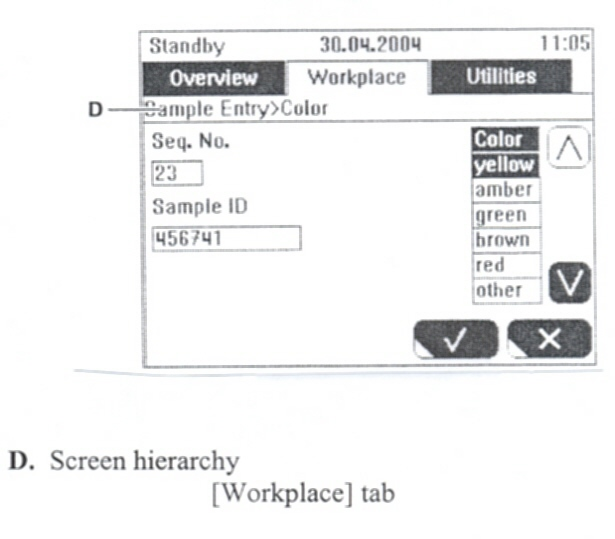 Standby 30.04.2004 11:05
Overview Workplace Utilities
D Sample Entry>Color
Seq. No.
23
Sample ID
456741
Color
yellow
amber
green
brown
red
other
D. Screen hierarchy
[Workplace] tab